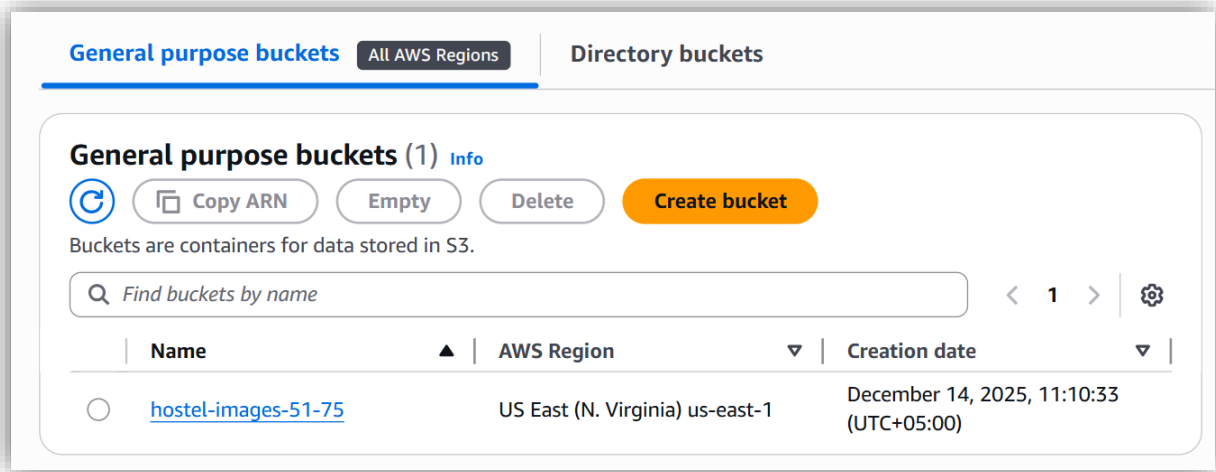 General purpose buckets All AWS Regions Directory buckets
General purpose buckets (1) Info
Copy ARN Empty Delete Create bucket
Buckets are containers for data stored in S3.
Find buckets by name 1
Name AWS Region Creation date
hostel-images-51-75 US East (N. Virginia) us-east-1 December 14, 2025, 11:10:33
(UTC+05:00)